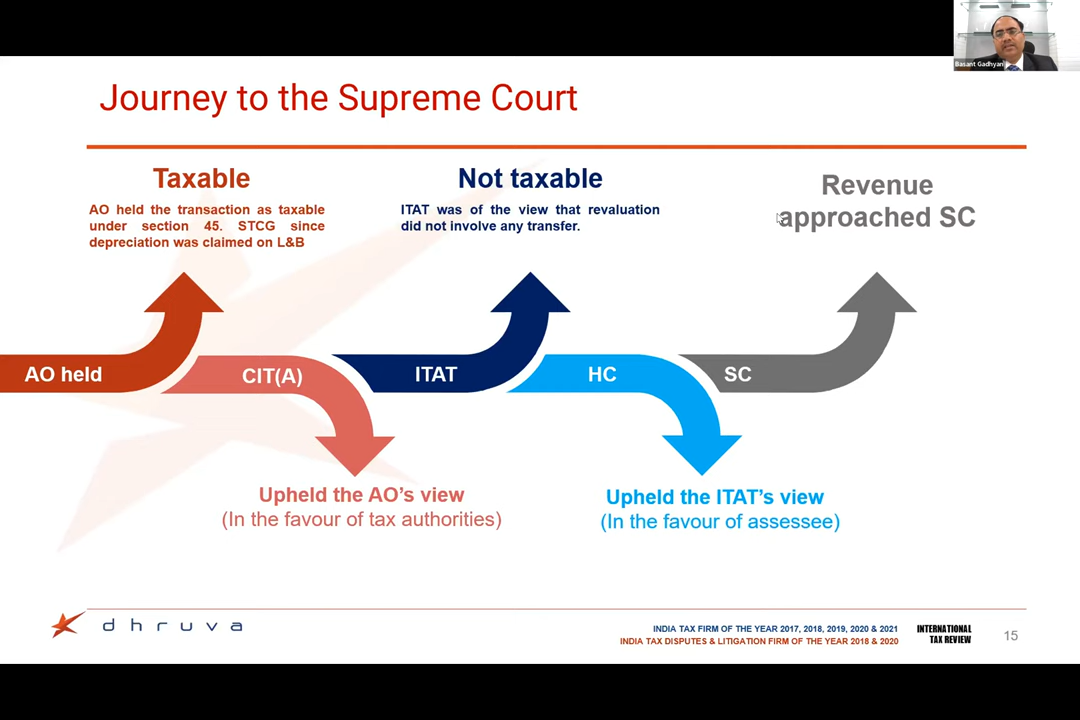 Basant Gadhyan
Journey to the Supreme Court
Taxable
AO held the transaction as taxable
under section 45. STCG since
depreciation was claimed on L&B
Not taxable
ITAT was of the view that revaluation
did not involve any transfer.
Revenue
approached SC
AO held
CIT(A)
ITAT
HC
SC
Upheld the AO's view
(In the favour of tax authorities)
Upheld the ITAT's view
(In the favour of assessee)
dhruva
INDIA TAX FIRM OF THE YEAR 2017, 2018, 2019, 2020 & 2021
INDIA TAX DISPUTES & LITIGATION FIRM OF THE YEAR 2018 & 2020
INTERNATIONAL
TAX REVIEW
15